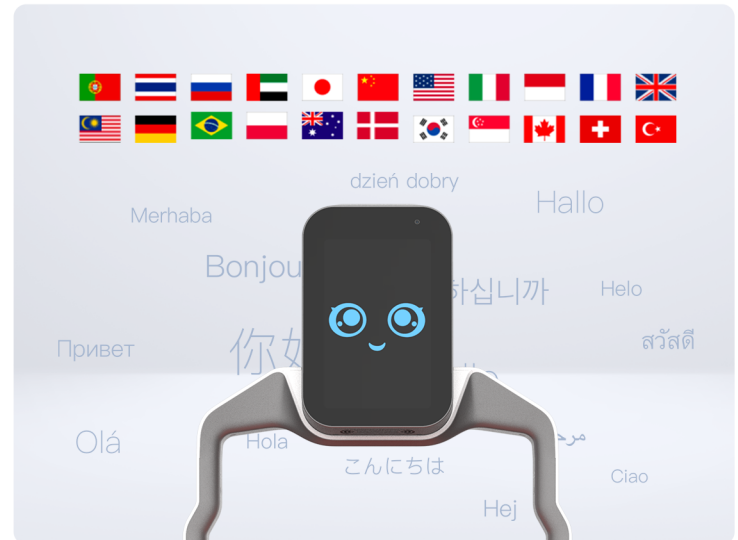 dzień dobry
Hallo
Merhaba
Bonjou
하십니까
Helo
Привет
你好
สวัสดี
Olá
Hola
こんにちは
Ciao
Hej